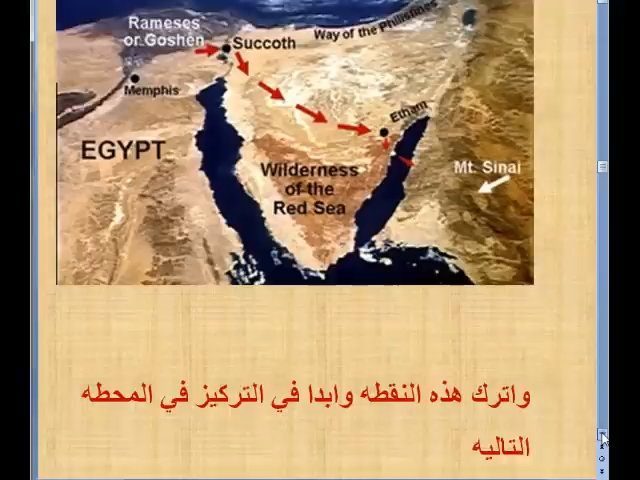 Rameses
or Goshen
Succoth
Way of the Philistines
Memphis
Etham
EGYPT
Wilderness
of the
Red Sea
Mt. Sinai
واترك هذه النقطه وابدا في التركيز في المحطه
التاليه